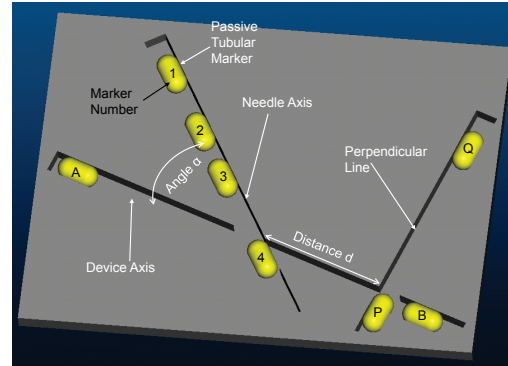 Passive
Tubular
Marker
1
Marker
Number
2
Needle Axis
3
Angle α
A
Q
Perpendicular
Line
Device Axis
4
Distance d
P
B